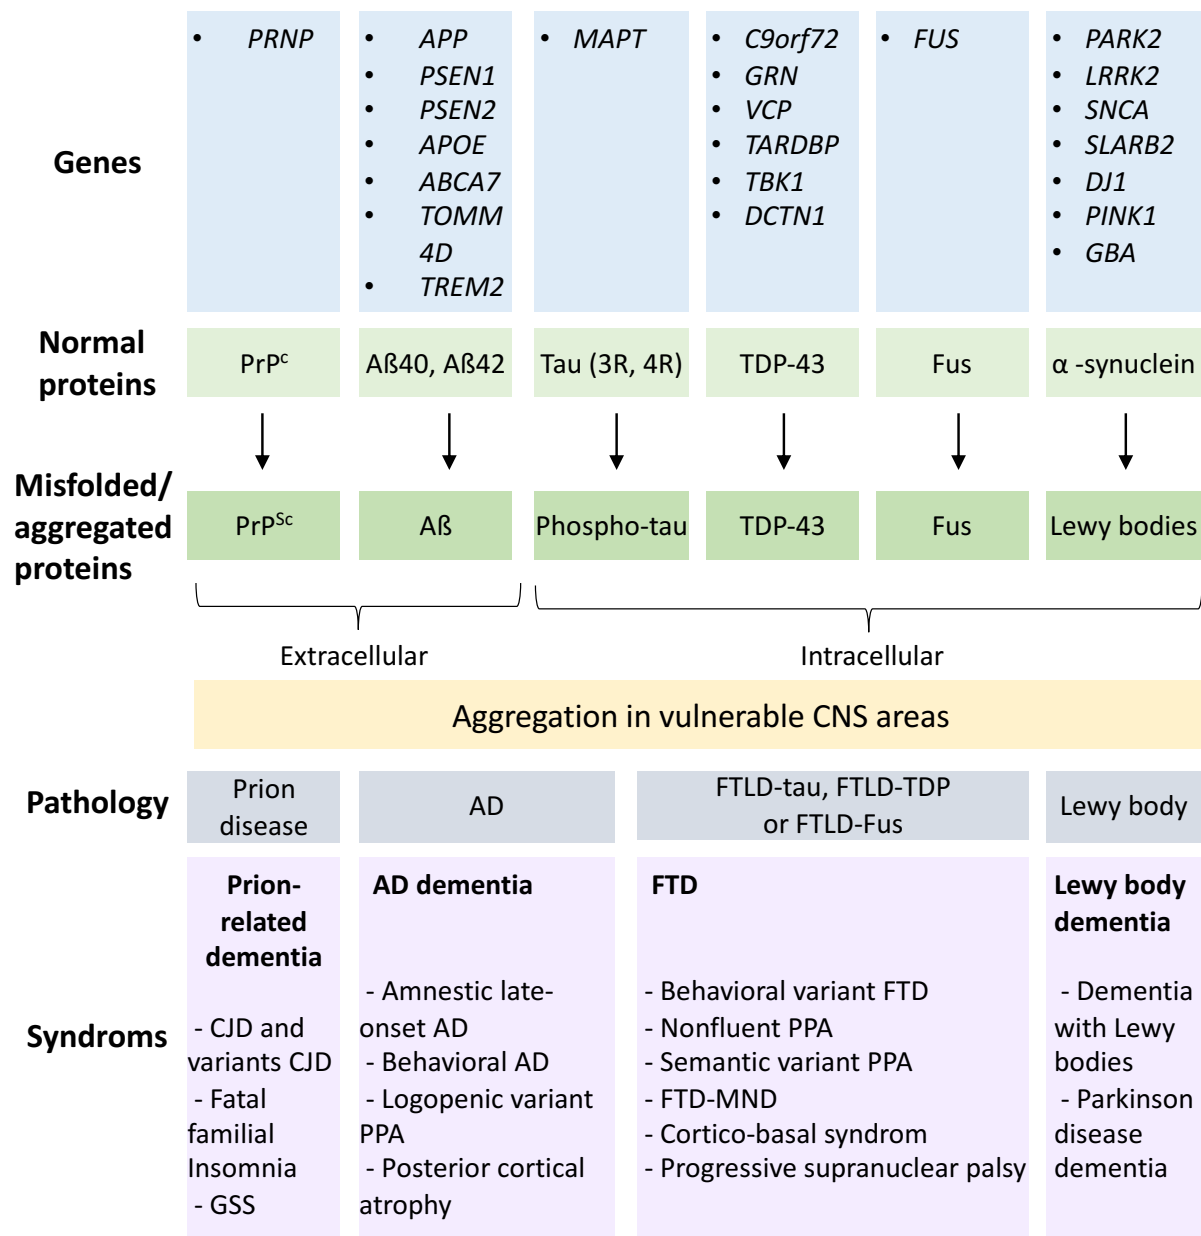 Genes
• PRNP
• APP
• PSEN1
• PSEN2
• APOE
• ABCA7
• TOMM
4D
• TREM2
• MAPT
• C9orf72
• GRN
• VCP
• TARDBP
• TBK1
• DCTN1
• FUS
• PARK2
• LRRK2
• SNCA
• SLARB2
• DJ1
• PINK1
• GBA
Normal
proteins
PrPᶜ
Aß40, Aß42
Tau (3R, 4R)
TDP-43
Fus
α -synuclein
Misfolded/
aggregated
proteins
PrPˢᶜ
Aß
Phospho-tau
TDP-43
Fus
Lewy bodies
Extracellular
Intracellular
Aggregation in vulnerable CNS areas
Pathology
Prion
disease
AD
FTLD-tau, FTLD-TDP
or FTLD-Fus
Lewy body
Syndroms
Prion-
related
dementia
- CJD and
variants CJD
- Fatal
familial
Insomnia
- GSS
AD dementia
- Amnestic late-
onset AD
- Behavioral AD
- Logopenic variant
PPA
- Posterior cortical
atrophy
FTD
- Behavioral variant FTD
- Nonfluent PPA
- Semantic variant PPA
- FTD-MND
- Cortico-basal syndrom
- Progressive supranuclear palsy
Lewy body
dementia
- Dementia
with Lewy
bodies
- Parkinson
disease
dementia